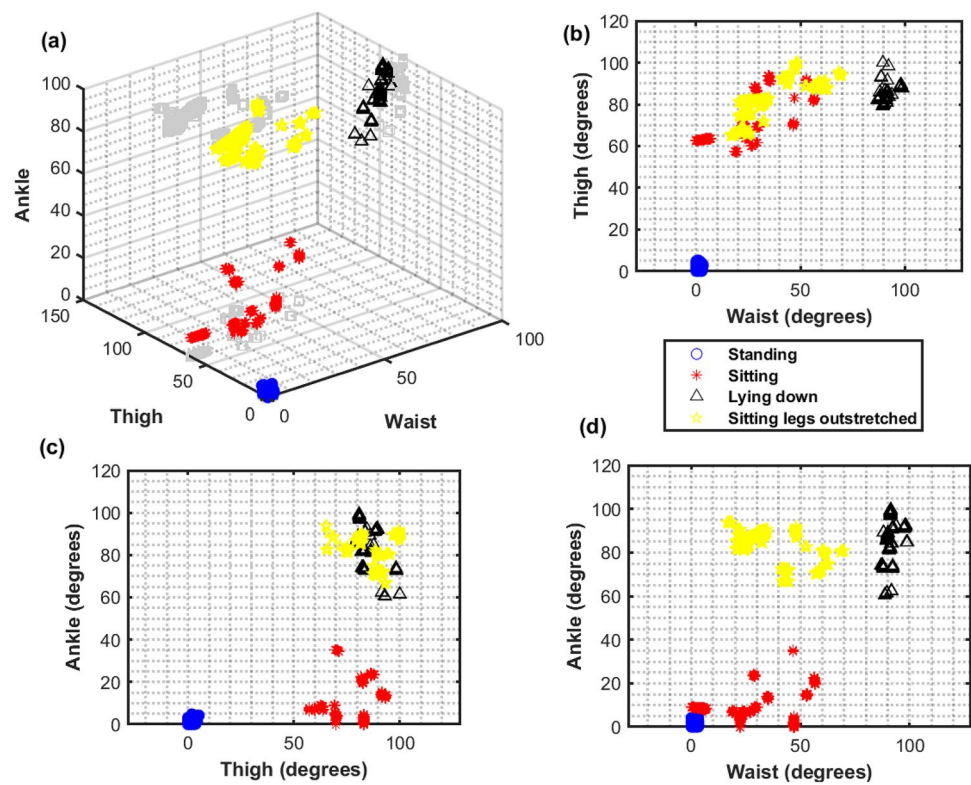 (a)
Ankle
100
80
60
40
20
0
150
100
50
0
0
50
100
Thigh
Waist
(b)
Thigh (degrees)
120
100
80
60
40
20
0
0
50
100
Waist (degrees)
Standing
Sitting
Lying down
Sitting legs outstretched
(c)
Ankle (degrees)
120
100
80
60
40
20
0
0
50
100
Thigh (degrees)
(d)
Ankle (degrees)
120
100
80
60
40
20
0
0
50
100
Waist (degrees)